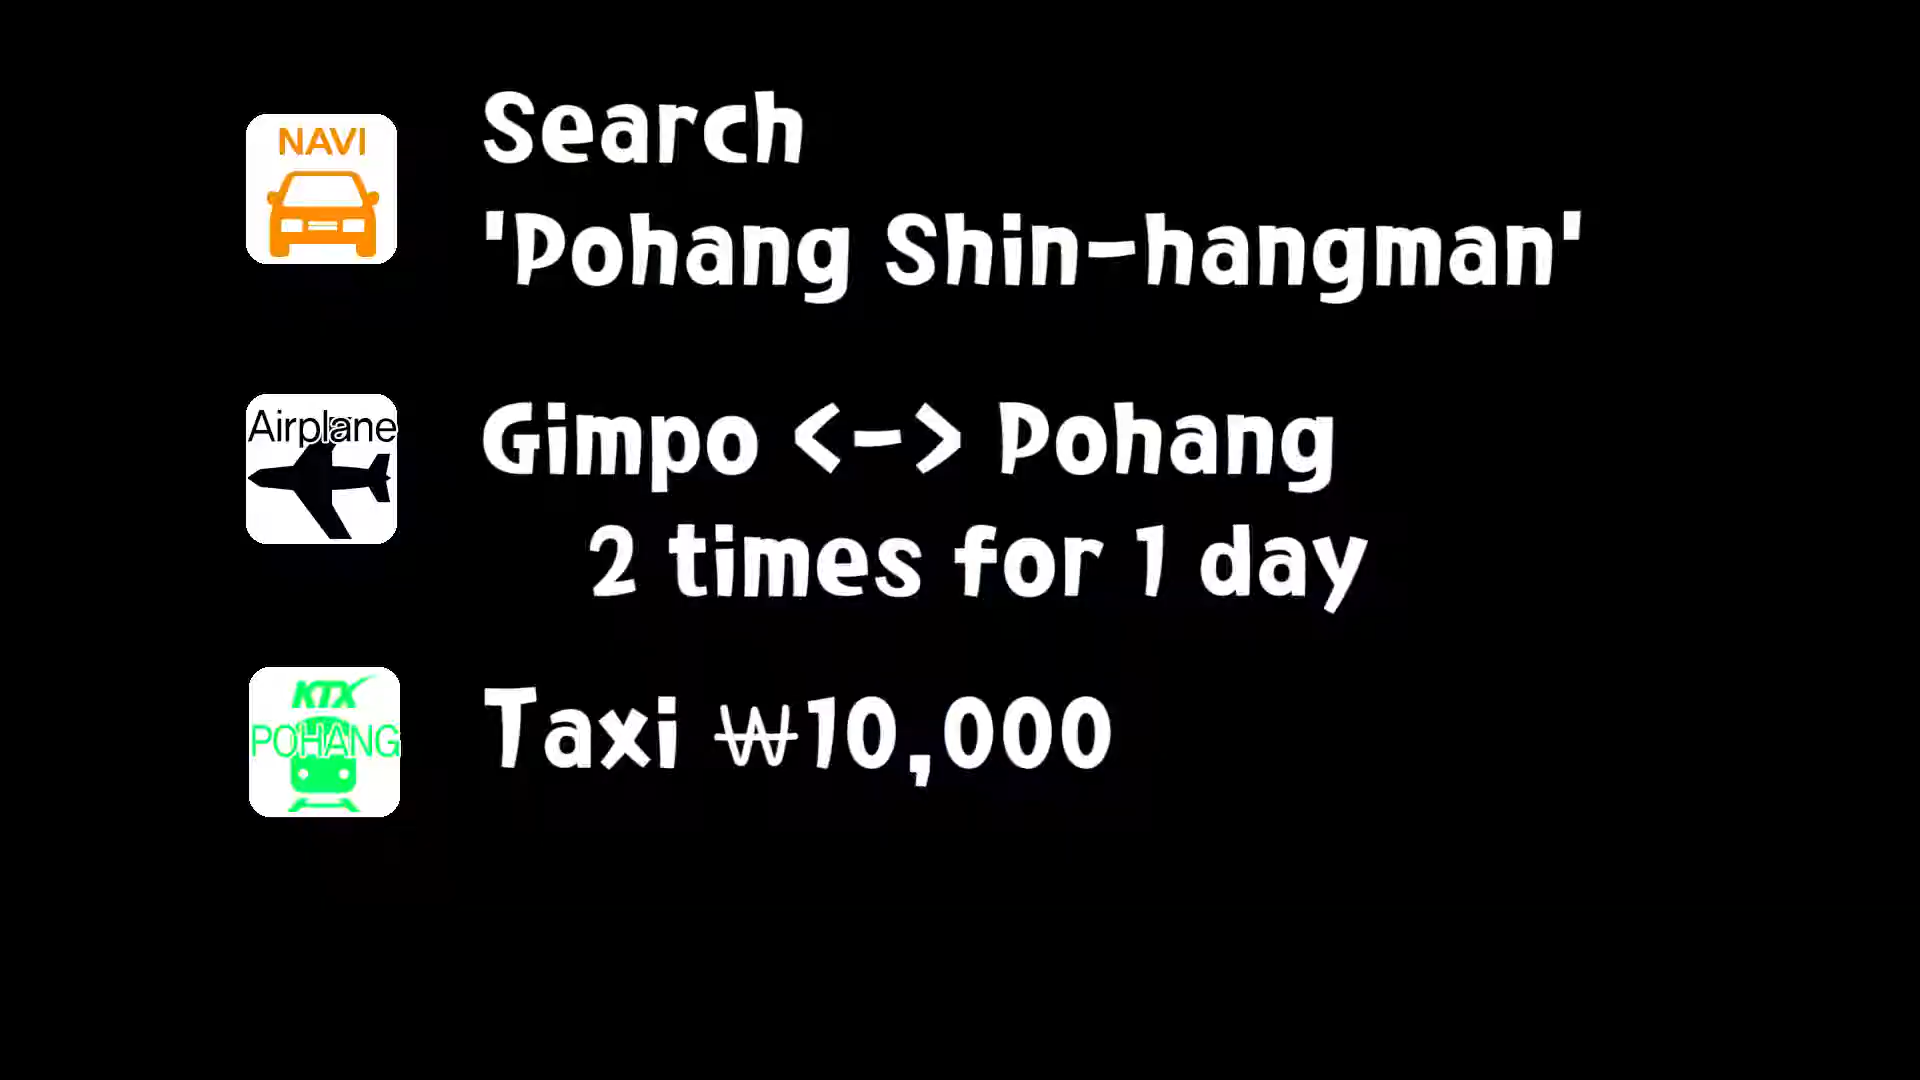 NAVI
Search
'Pohang Shin-hangman'
Airplane
Gimpo <-> Pohang
2 times for 1 day
KTX
POHANG
Taxi ₩10,000